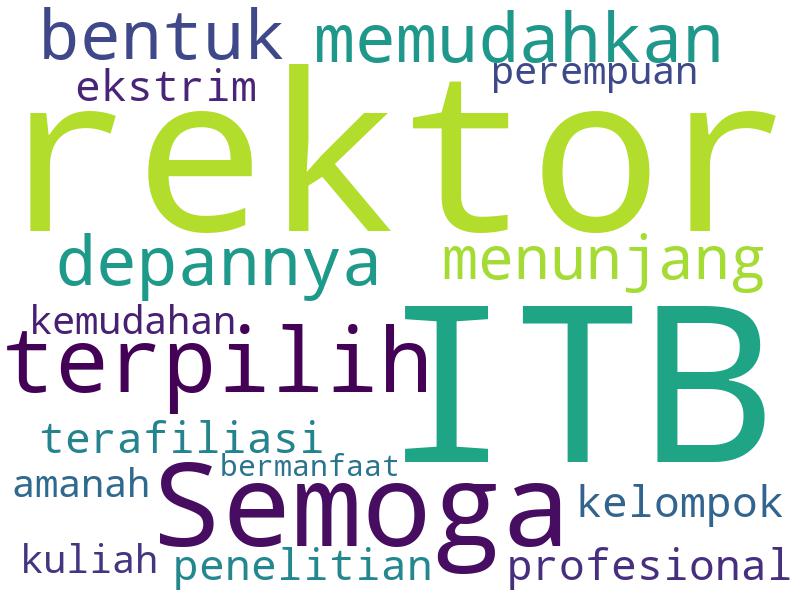 bentuk memudahkan
ekstrim perempuan
rektor
depannya menunjang
kemudahan
terpilih ITB
terafiliasi
bermanfaat
amanah Semoga kelompok
kuliah penelitian profesional